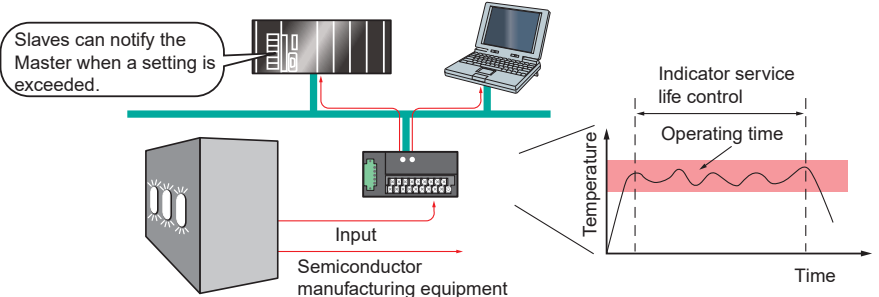 Slaves can notify the
Master when a setting is
exceeded.
Input
Semiconductor
manufacturing equipment
Indicator service
life control
Operating time
Temperature
Time